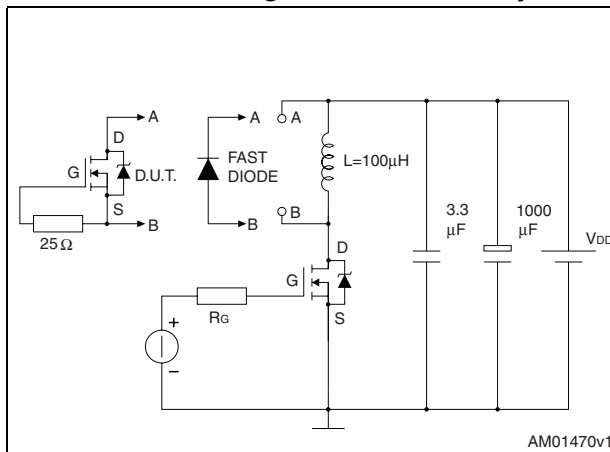 A
A
A
D
FAST
DIODE
L=100μH
G
D.U.T.
S
B
B
B
25Ω
D
3.3
μF
1000
μF
VDD
G
RG
S
+
–
AM01470v1